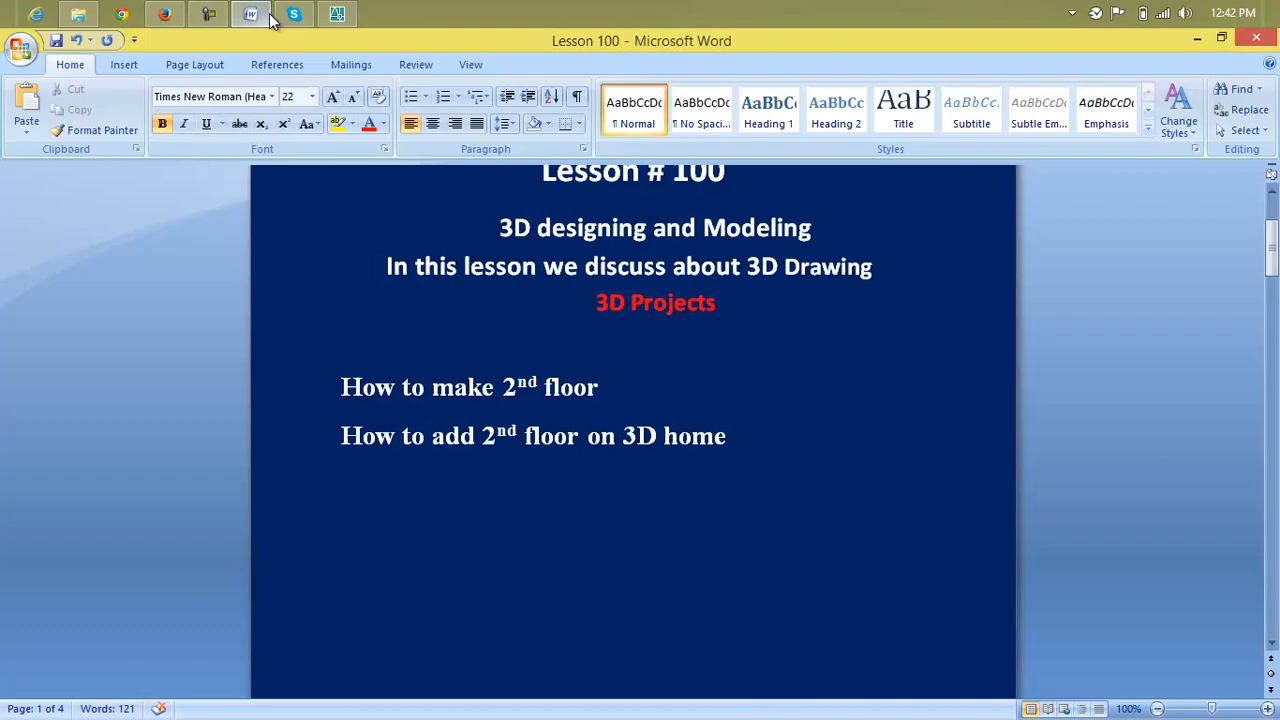 12:42 PM
Lesson 100 - Microsoft Word
Home Insert Page Layout References Mailings Review View
Paste
Cut
Copy
Format Painter
Clipboard
Times New Roman (Hea 22
Font
Paragraph
AaBbCcDc AaBbCcDc AaBbC AaBbCc AaB AaBbCc. AaBbCcDc AaBbCcDc
¶ Normal ¶ No Spaci... Heading 1 Heading 2 Title Subtitle Subtle Em... Emphasis
Styles
Change Styles
Find
Replace
Select
Editing
Lesson # 100
3D designing and Modeling
In this lesson we discuss about 3D Drawing
3D Projects
How to make 2nd floor
How to add 2nd floor on 3D home
Page: 1 of 4 Words: 121 100%